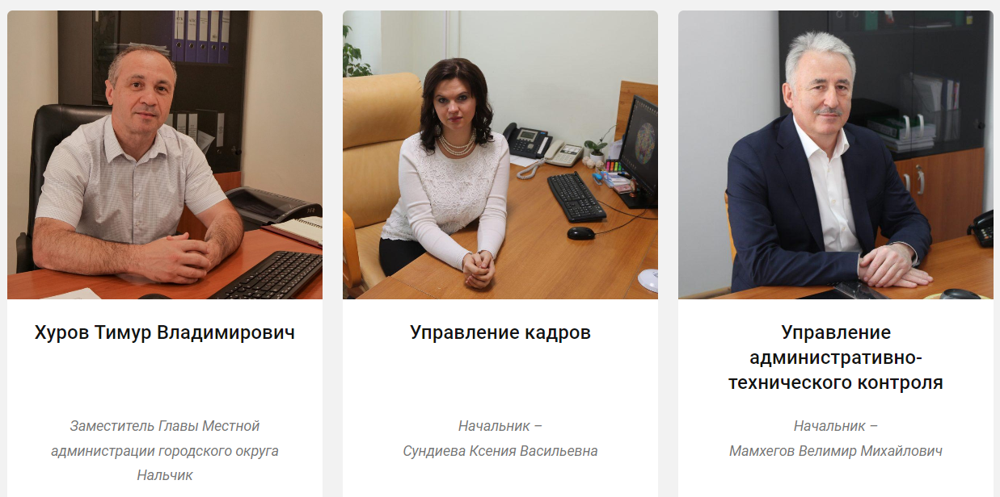 Хуров Тимур Владимирович
Заместитель Главы Местной
администрации городского округа
Нальчик
Управление кадров
Начальник –
Сундиева Ксения Васильевна
Управление
административно-
технического контроля
Начальник –
Мамхегов Велимир Михайлович